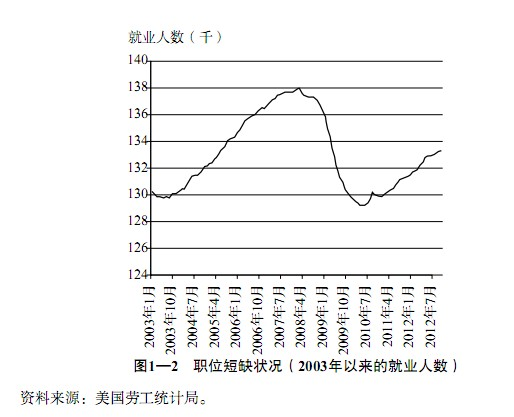 就业人数（千）
140
138
136
134
132
130
128
126
124
2003年1月
2003年10月
2004年7月
2005年4月
2006年1月
2006年10月
2007年7月
2008年4月
2009年1月
2009年10月
2010年7月
2011年4月
2012年1月
2012年7月
图1—2 职位短缺状况（2003年以来的就业人数）
资料来源：美国劳工统计局。